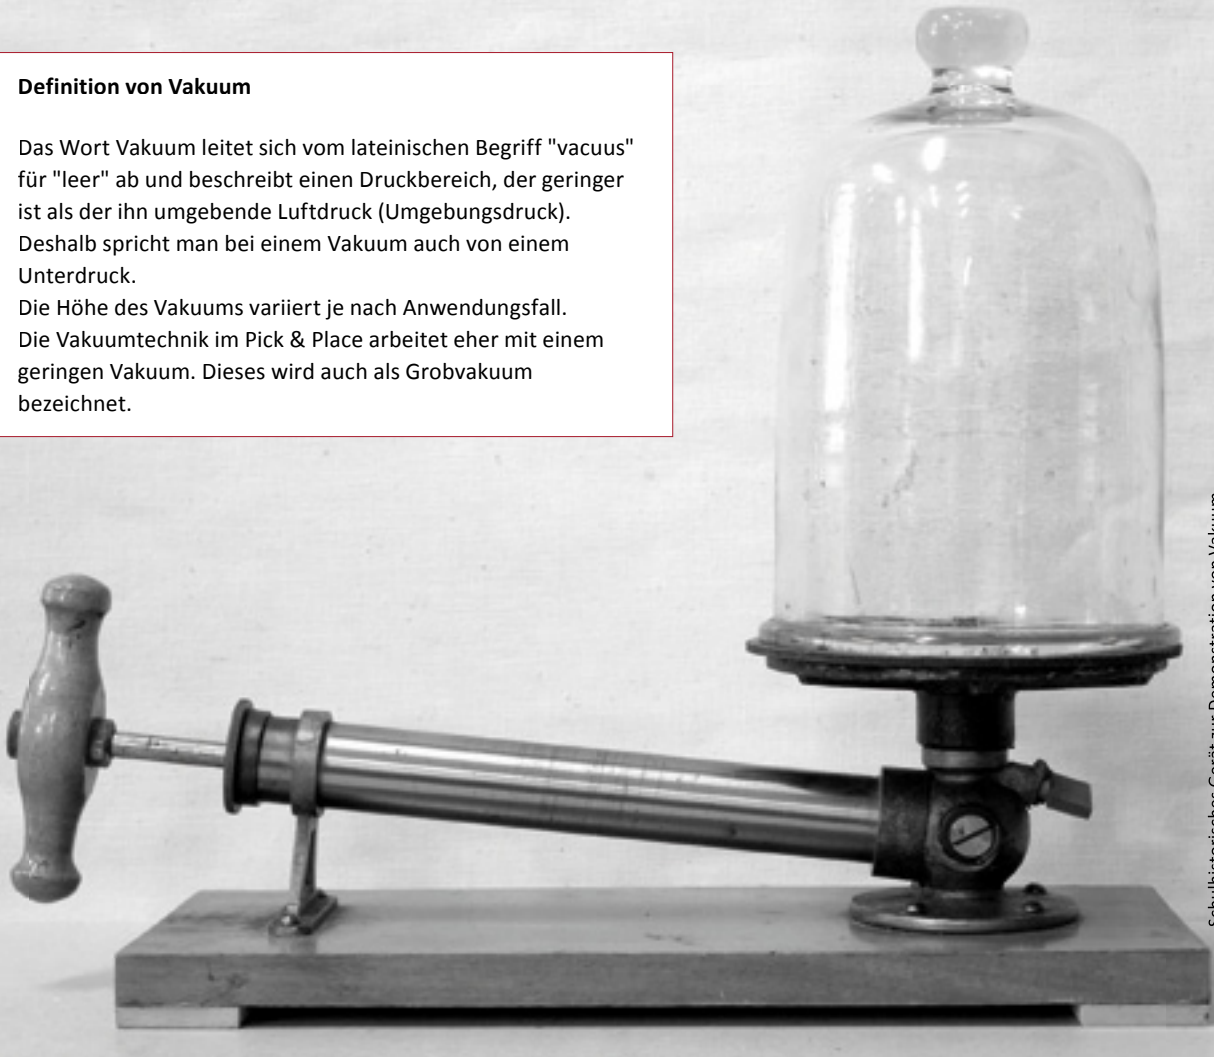 Definition von Vakuum
Das Wort Vakuum leitet sich vom lateinischen Begriff "vacuus"
für "leer" ab und beschreibt einen Druckbereich, der geringer
ist als der ihn umgebende Luftdruck (Umgebungsdruck).
Deshalb spricht man bei einem Vakuum auch von einem
Unterdruck.
Die Höhe des Vakuums variiert je nach Anwendungsfall.
Die Vakuumtechnik im Pick & Place arbeitet eher mit einem
geringen Vakuum. Dieses wird auch als Grobvakuum
bezeichnet.
Schulhistorisches Gerät zur Demonstration von Vakuum